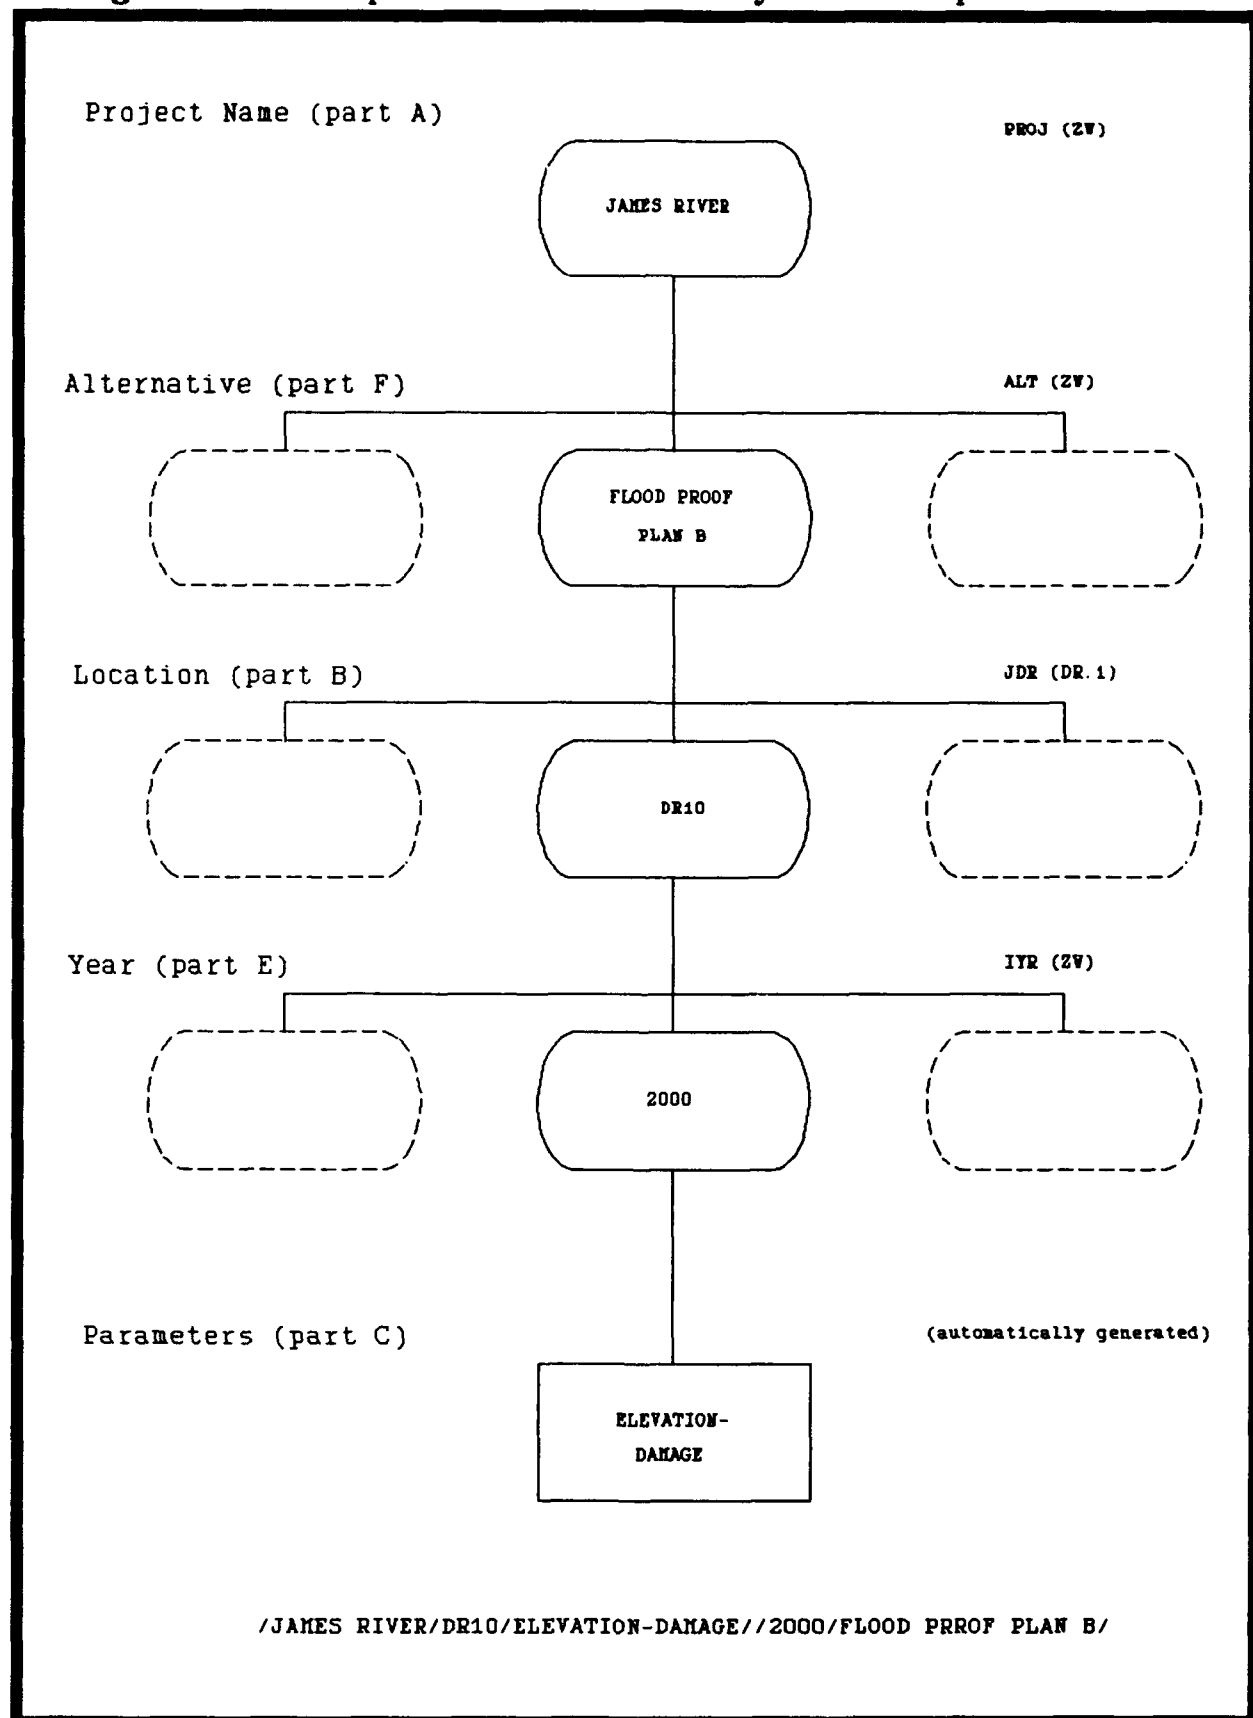 Project Name (part A)
PROJ (ZW)
JAMES RIVER
Alternative (part F)
ALT (ZW)
FLOOD PROOF
PLAN B
Location (part B)
JDR (DR.1)
DR10
Year (part E)
IYR (ZW)
2000
Parameters (part C)
(automatically generated)
ELEVATION-
DAMAGE
/JAMES RIVER/DR10/ELEVATION-DAMAGE//2000/FLOOD PRROF PLAN B/